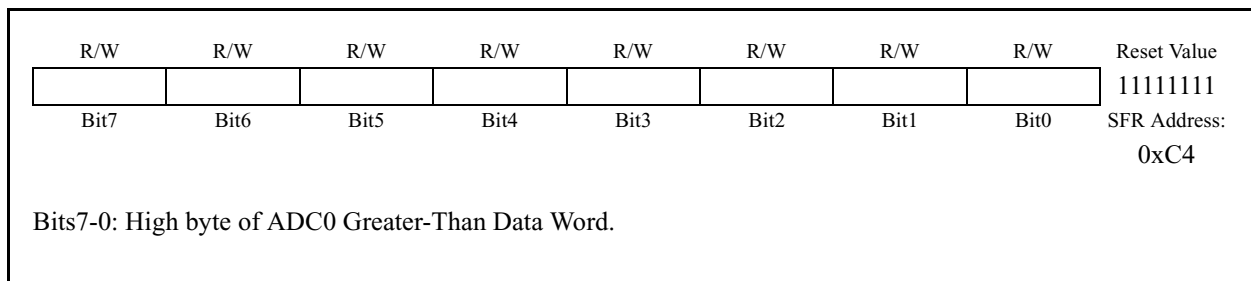 R/W R/W R/W R/W R/W R/W R/W R/W Reset Value
11111111
Bit7 Bit6 Bit5 Bit4 Bit3 Bit2 Bit1 Bit0 SFR Address:
0xC4
Bits7-0: High byte of ADC0 Greater-Than Data Word.